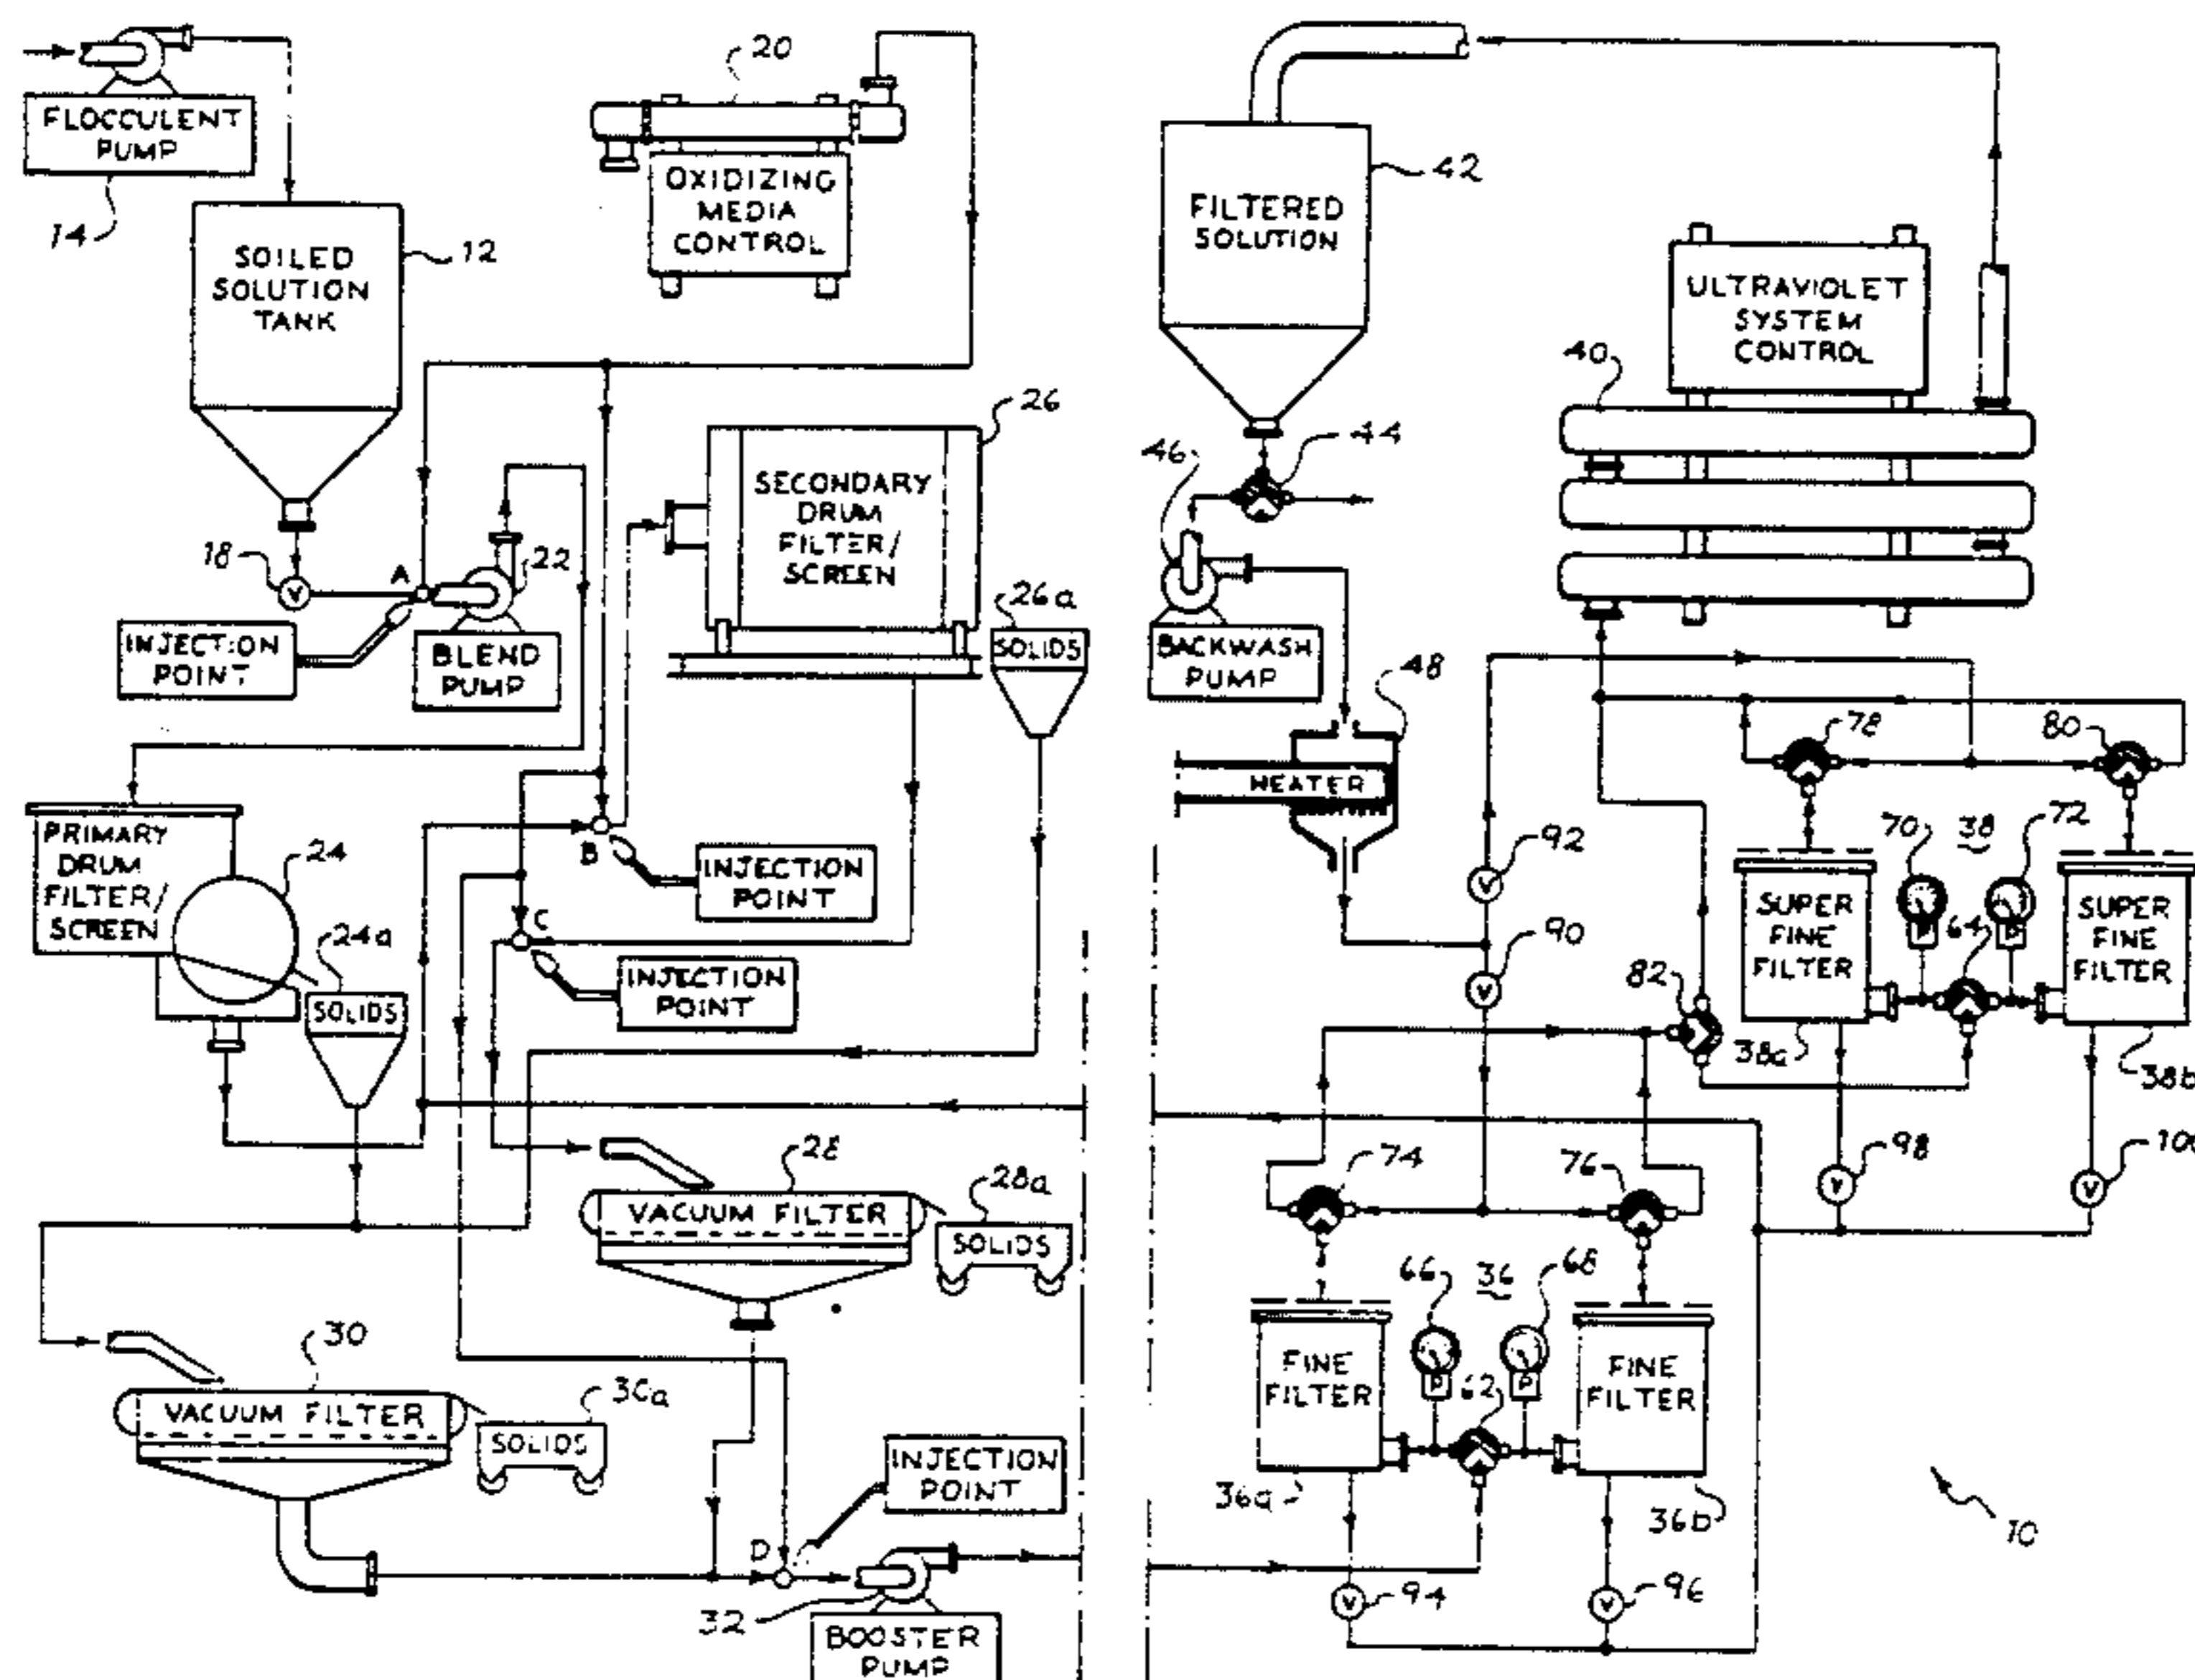 FLOCCULENT
PUMP
14
SOILED
SOLUTION
TANK
12
20
OXIDIZING
MEDIA
CONTROL
18
V
A
22
INJECTION
POINT
BLEND
PUMP
26
SECONDARY
DRUM
FILTER/
SCREEN
26a
SOLIDS
PRIMARY
DRUM
FILTER/
SCREEN
24
24a
SOLIDS
B
INJECTION
POINT
C
INJECTION
POINT
28
VACUUM FILTER
28a
SOLIDS
30
VACUUM FILTER
30a
SOLIDS
INJECTION
POINT
D
32
BOOSTER
PUMP
FILTERED
SOLUTION
42
44
46
BACKWASH
PUMP
48
HEATER
ULTRAVIOLET
SYSTEM
CONTROL
40
78
80
92
V
90
V
82
70
38
72
P
P
64
SUPER
FINE
FILTER
38a
SUPER
FINE
FILTER
38b
98
V
V
74
76
66
36
68
P
P
62
FINE
FILTER
36a
FINE
FILTER
36b
94
V
96
V
10